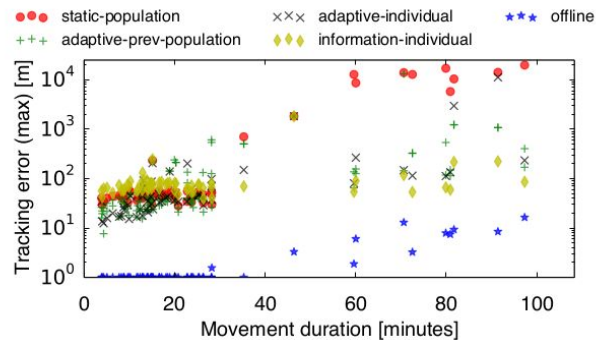 static-population adaptive-individual offline
adaptive-prev-population information-individual
Tracking error (max) [m]
10^4
10^3
10^2
10^1
10^0
0 20 40 60 80 100
Movement duration [minutes]